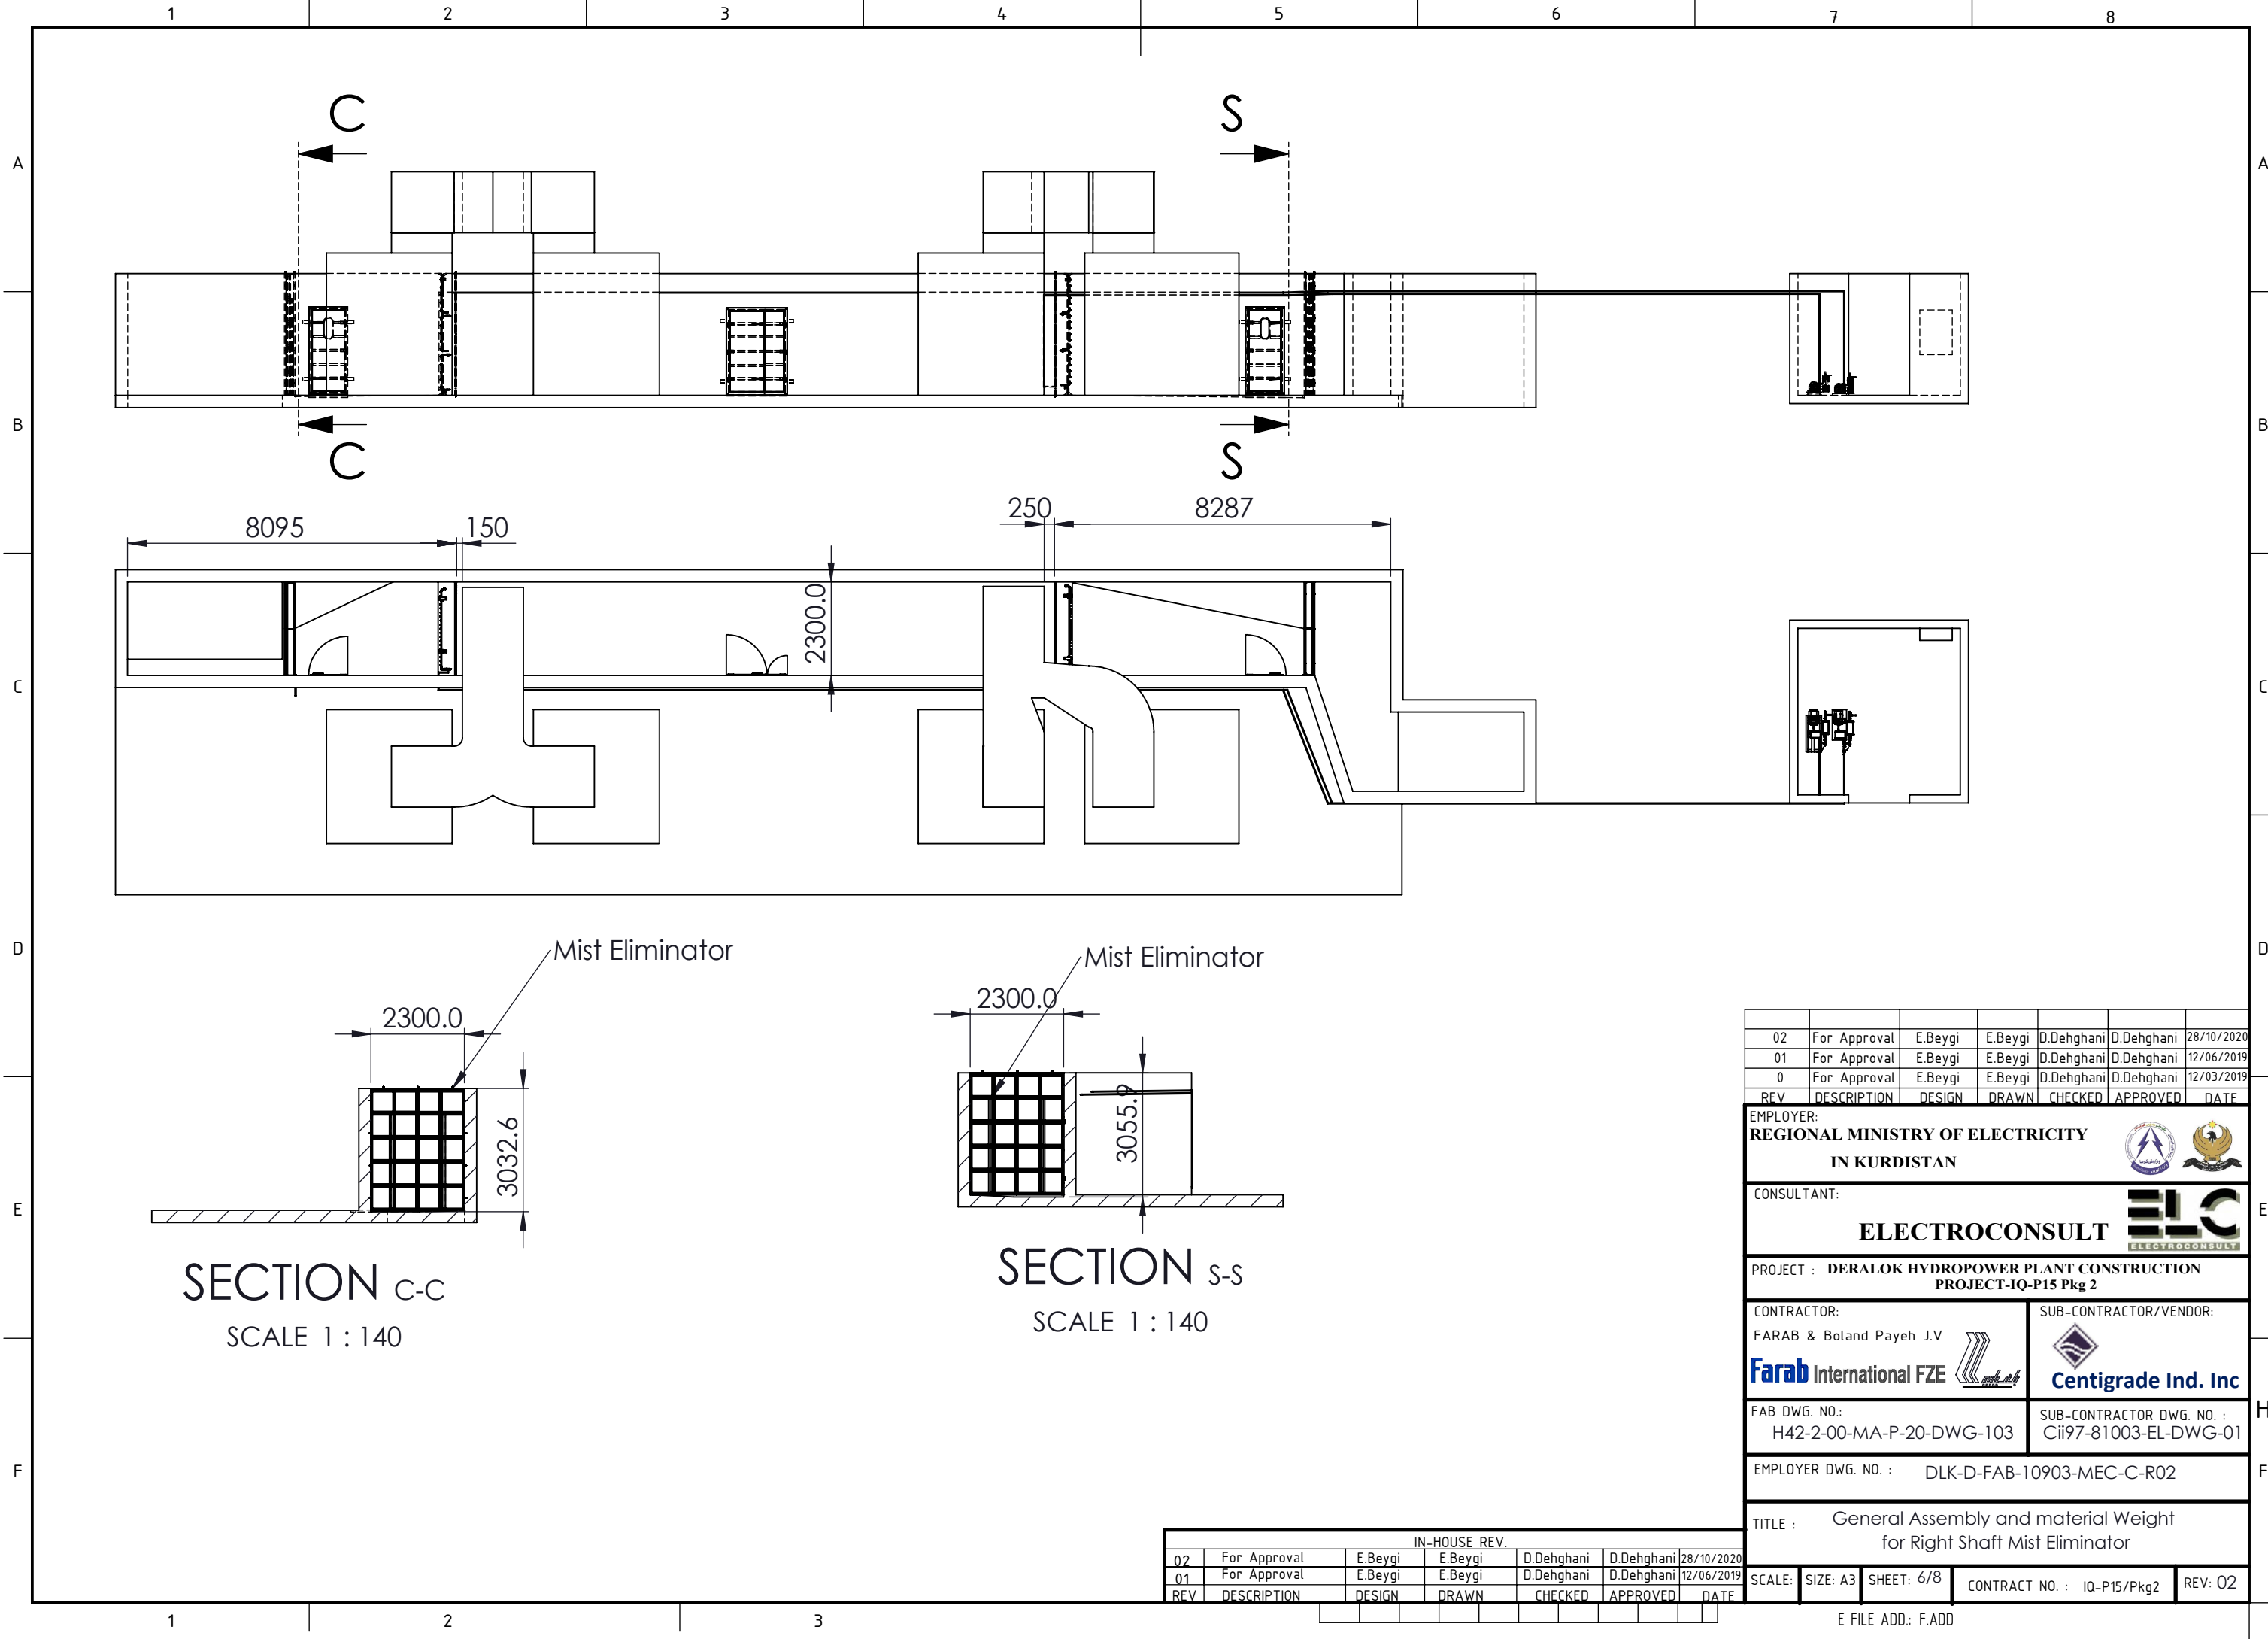 1 2 3 4 5 6 7 8
A A
B B
C C
D D
E E
H
F F
C S
C S
8095 150 250 8287
2300.0
Mist Eliminator
2300.0
3032.6
SECTION C-C
SCALE 1 : 140
Mist Eliminator
2300.0
3055.9
SECTION S-S
SCALE 1 : 140
02 For Approval E.Beygi E.Beygi D.Dehghani D.Dehghani 28/10/2020
01 For Approval E.Beygi E.Beygi D.Dehghani D.Dehghani 12/06/2019
0 For Approval E.Beygi E.Beygi D.Dehghani D.Dehghani 12/03/2019
REV DESCRIPTION DESIGN DRAWN CHECKED APPROVED DATE
EMPLOYER:
REGIONAL MINISTRY OF ELECTRICITY
IN KURDISTAN
CONSULTANT:
ELECTROCONSULT
ELC
ELECTROCONSULT
PROJECT : DERALOK HYDROPOWER PLANT CONSTRUCTION
PROJECT-IQ-P15 Pkg 2
CONTRACTOR:
FARAB & Boland Payeh J.V
Farab International FZE
SUB-CONTRACTOR/VENDOR:
Centigrade Ind. Inc
FAB DWG. NO.:
H42-2-00-MA-P-20-DWG-103
SUB-CONTRACTOR DWG. NO. :
Cii97-81003-EL-DWG-01
EMPLOYER DWG. NO. : DLK-D-FAB-10903-MEC-C-R02
TITLE : General Assembly and material Weight
for Right Shaft Mist Eliminator
SCALE: SIZE: A3 SHEET: 6/8 CONTRACT NO. : IQ-P15/Pkg2 REV: 02
IN-HOUSE REV.
02 For Approval E.Beygi E.Beygi D.Dehghani D.Dehghani 28/10/2020
01 For Approval E.Beygi E.Beygi D.Dehghani D.Dehghani 12/06/2019
REV DESCRIPTION DESIGN DRAWN CHECKED APPROVED DATE
1 2 3
E FILE ADD.: F.ADD